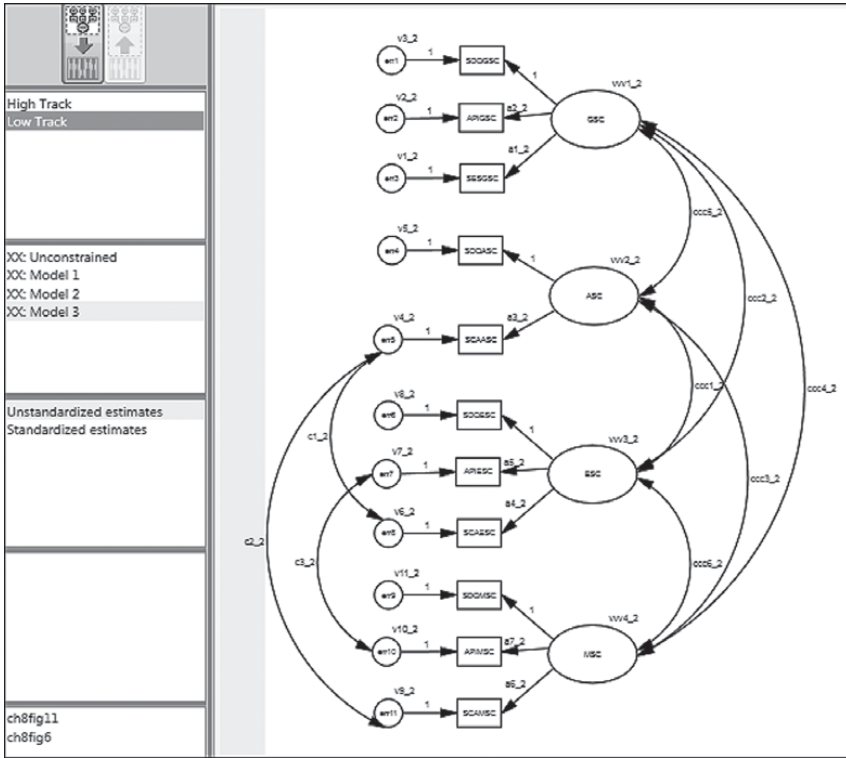 High Track
Low Track
XX: Unconstrained
XX: Model 1
XX: Model 2
XX: Model 3
Unstandardized estimates
Standardized estimates
ch8fig11
ch8fig6
v3_2
err1
1
SDQGSC
1
vvv1_2
GSC
v2_2
err2
1
APIGSC
a2_2
v1_2
err3
1
SESGSC
a1_2
ccc5_2
v5_2
err4
1
SDQASC
1
vvv2_2
ASC
v4_2
err5
1
SCAASC
a3_2
ccc2_2
ccc1_2
ccc4_2
v8_2
err6
1
SDQESC
1
vvv3_2
ESC
c1_2
v7_2
err7
1
APIESC
a5_2
ccc3_2
v6_2
err8
1
SCAESC
a4_2
c2_2
c3_2
ccc6_2
v11_2
err9
1
SDQMSC
1
vvv4_2
MSC
v10_2
err10
1
APIMSC
a7_2
v9_2
err11
1
SCAMSC
a6_2